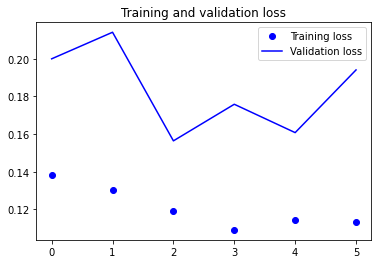 Training and validation loss
Training loss
Validation loss
0.20
0.18
0.16
0.14
0.12
0 1 2 3 4 5